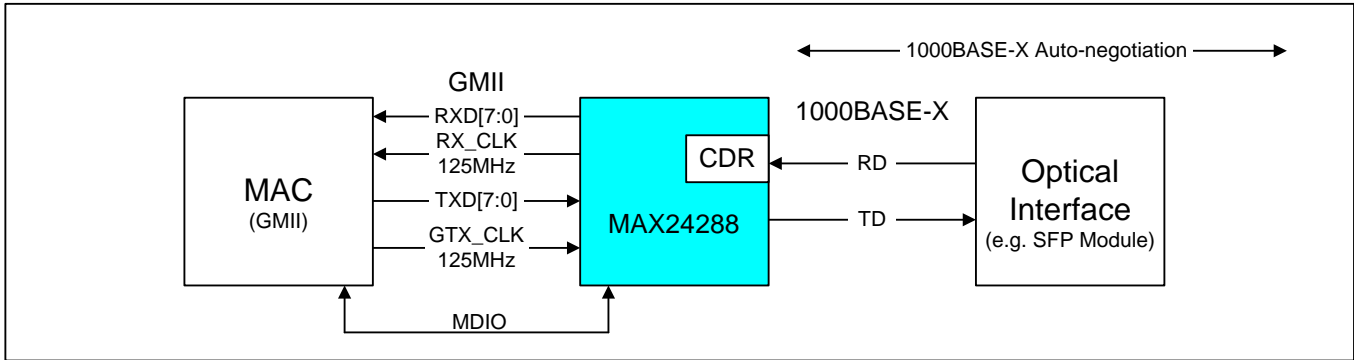 1000BASE-X Auto-negotiation
GMII
RXD[7:0]
RX_CLK
125MHz
TXD[7:0]
GTX_CLK
125MHz
MDIO
MAC
(GMII)
CDR
MAX24288
1000BASE-X
RD
TD
Optical
Interface
(e.g. SFP Module)